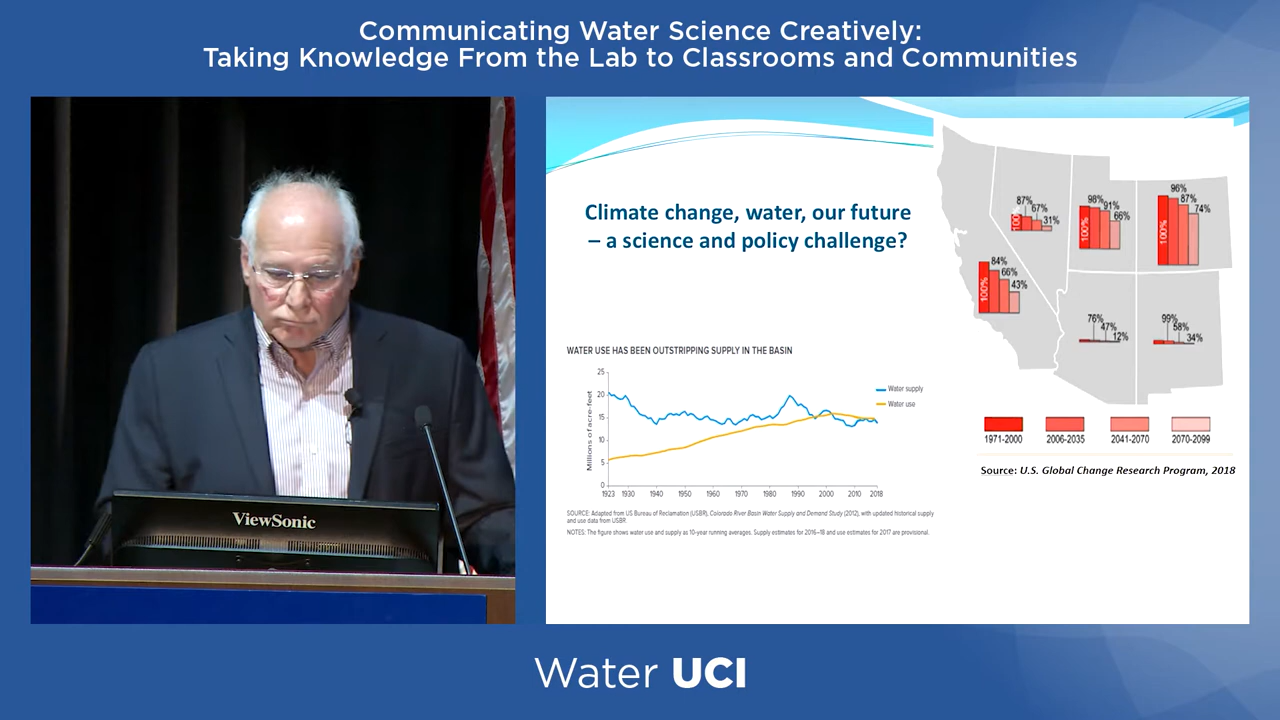 Communicating Water Science Creatively:
Taking Knowledge From the Lab to Classrooms and Communities
Climate change, water, our future
– a science and policy challenge?
WATER USE HAS BEEN OUTSTRIPPING SUPPLY IN THE BASIN
Millions of acre-feet
25
20
15
10
5
0
1923 1930 1940 1950 1960 1970 1980 1990 2000 2010 2018
Water supply
Water use
SOURCE: Adapted from US Bureau of Reclamation (USBR), Colorado River Basin Water Supply and Demand Study (2012), with updated historical supply
and use data from USBR.
NOTES: The figure shows water use and supply as 10-year running averages. Supply estimates for 2016–18 and use estimates for 2017 are provisional.
100% 87% 67% 31%
100% 98% 91% 66%
100% 96% 87% 74%
100% 84% 66% 43%
76% 47% 12%
99% 58% 34%
1971-2000 2006-2035 2041-2070 2070-2099
Source: U.S. Global Change Research Program, 2018
ViewSonic
Water UCI